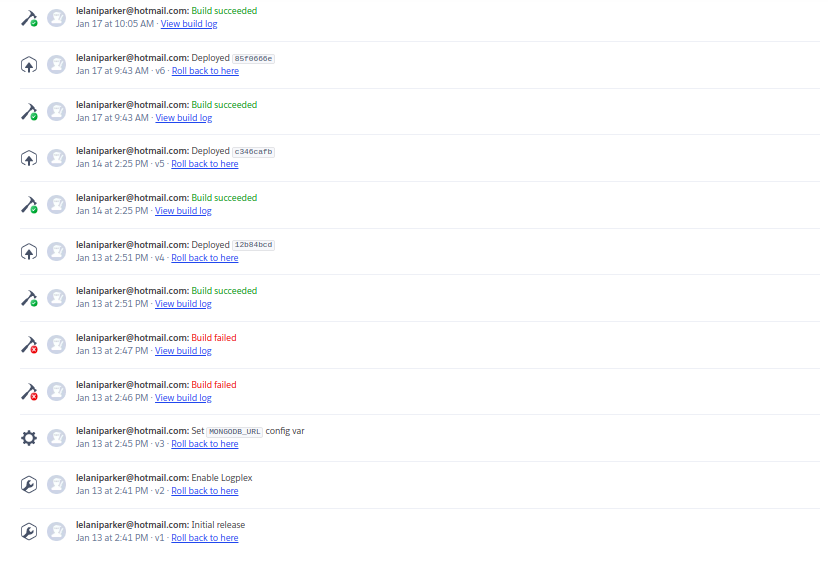 lelaniparker@hotmail.com: Build succeeded
Jan 17 at 10:05 AM · View build log
lelaniparker@hotmail.com: Deployed 85f0666e
Jan 17 at 9:43 AM · v6 · Roll back to here
lelaniparker@hotmail.com: Build succeeded
Jan 17 at 9:43 AM · View build log
lelaniparker@hotmail.com: Deployed c346cafb
Jan 14 at 2:25 PM · v5 · Roll back to here
lelaniparker@hotmail.com: Build succeeded
Jan 14 at 2:25 PM · View build log
lelaniparker@hotmail.com: Deployed 12b84bcd
Jan 13 at 2:51 PM · v4 · Roll back to here
lelaniparker@hotmail.com: Build succeeded
Jan 13 at 2:51 PM · View build log
lelaniparker@hotmail.com: Build failed
Jan 13 at 2:47 PM · View build log
lelaniparker@hotmail.com: Build failed
Jan 13 at 2:46 PM · View build log
lelaniparker@hotmail.com: Set MONGODB_URL config var
Jan 13 at 2:45 PM · v3 · Roll back to here
lelaniparker@hotmail.com: Enable Logplex
Jan 13 at 2:41 PM · v2 · Roll back to here
lelaniparker@hotmail.com: Initial release
Jan 13 at 2:41 PM · v1 · Roll back to here